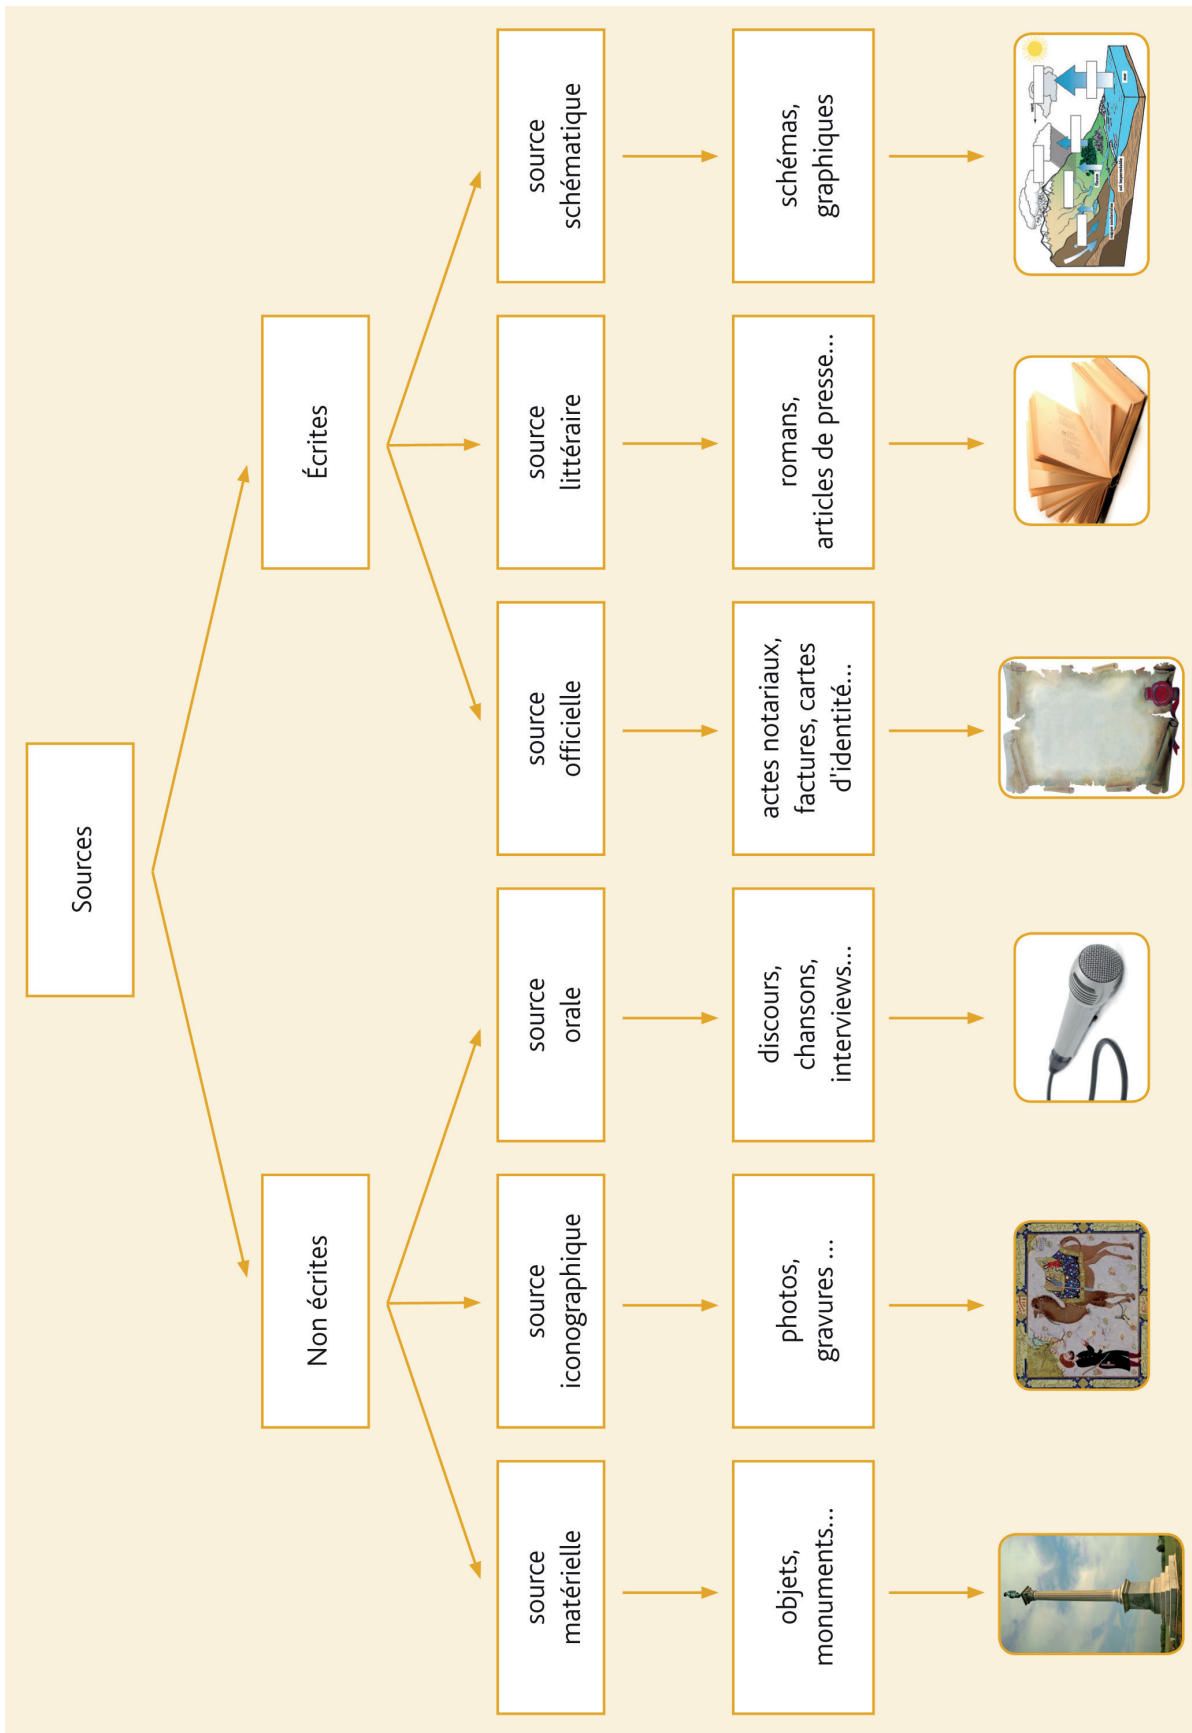 Sources
Non écrites
Écrites
source
matérielle
source
iconographique
source
orale
source
officielle
source
littéraire
source
schématique
objets,
monuments...
photos,
gravures ...
discours,
chansons,
interviews...
actes notariaux,
factures, cartes
d'identité...
romans,
articles de presse...
schémas,
graphiques